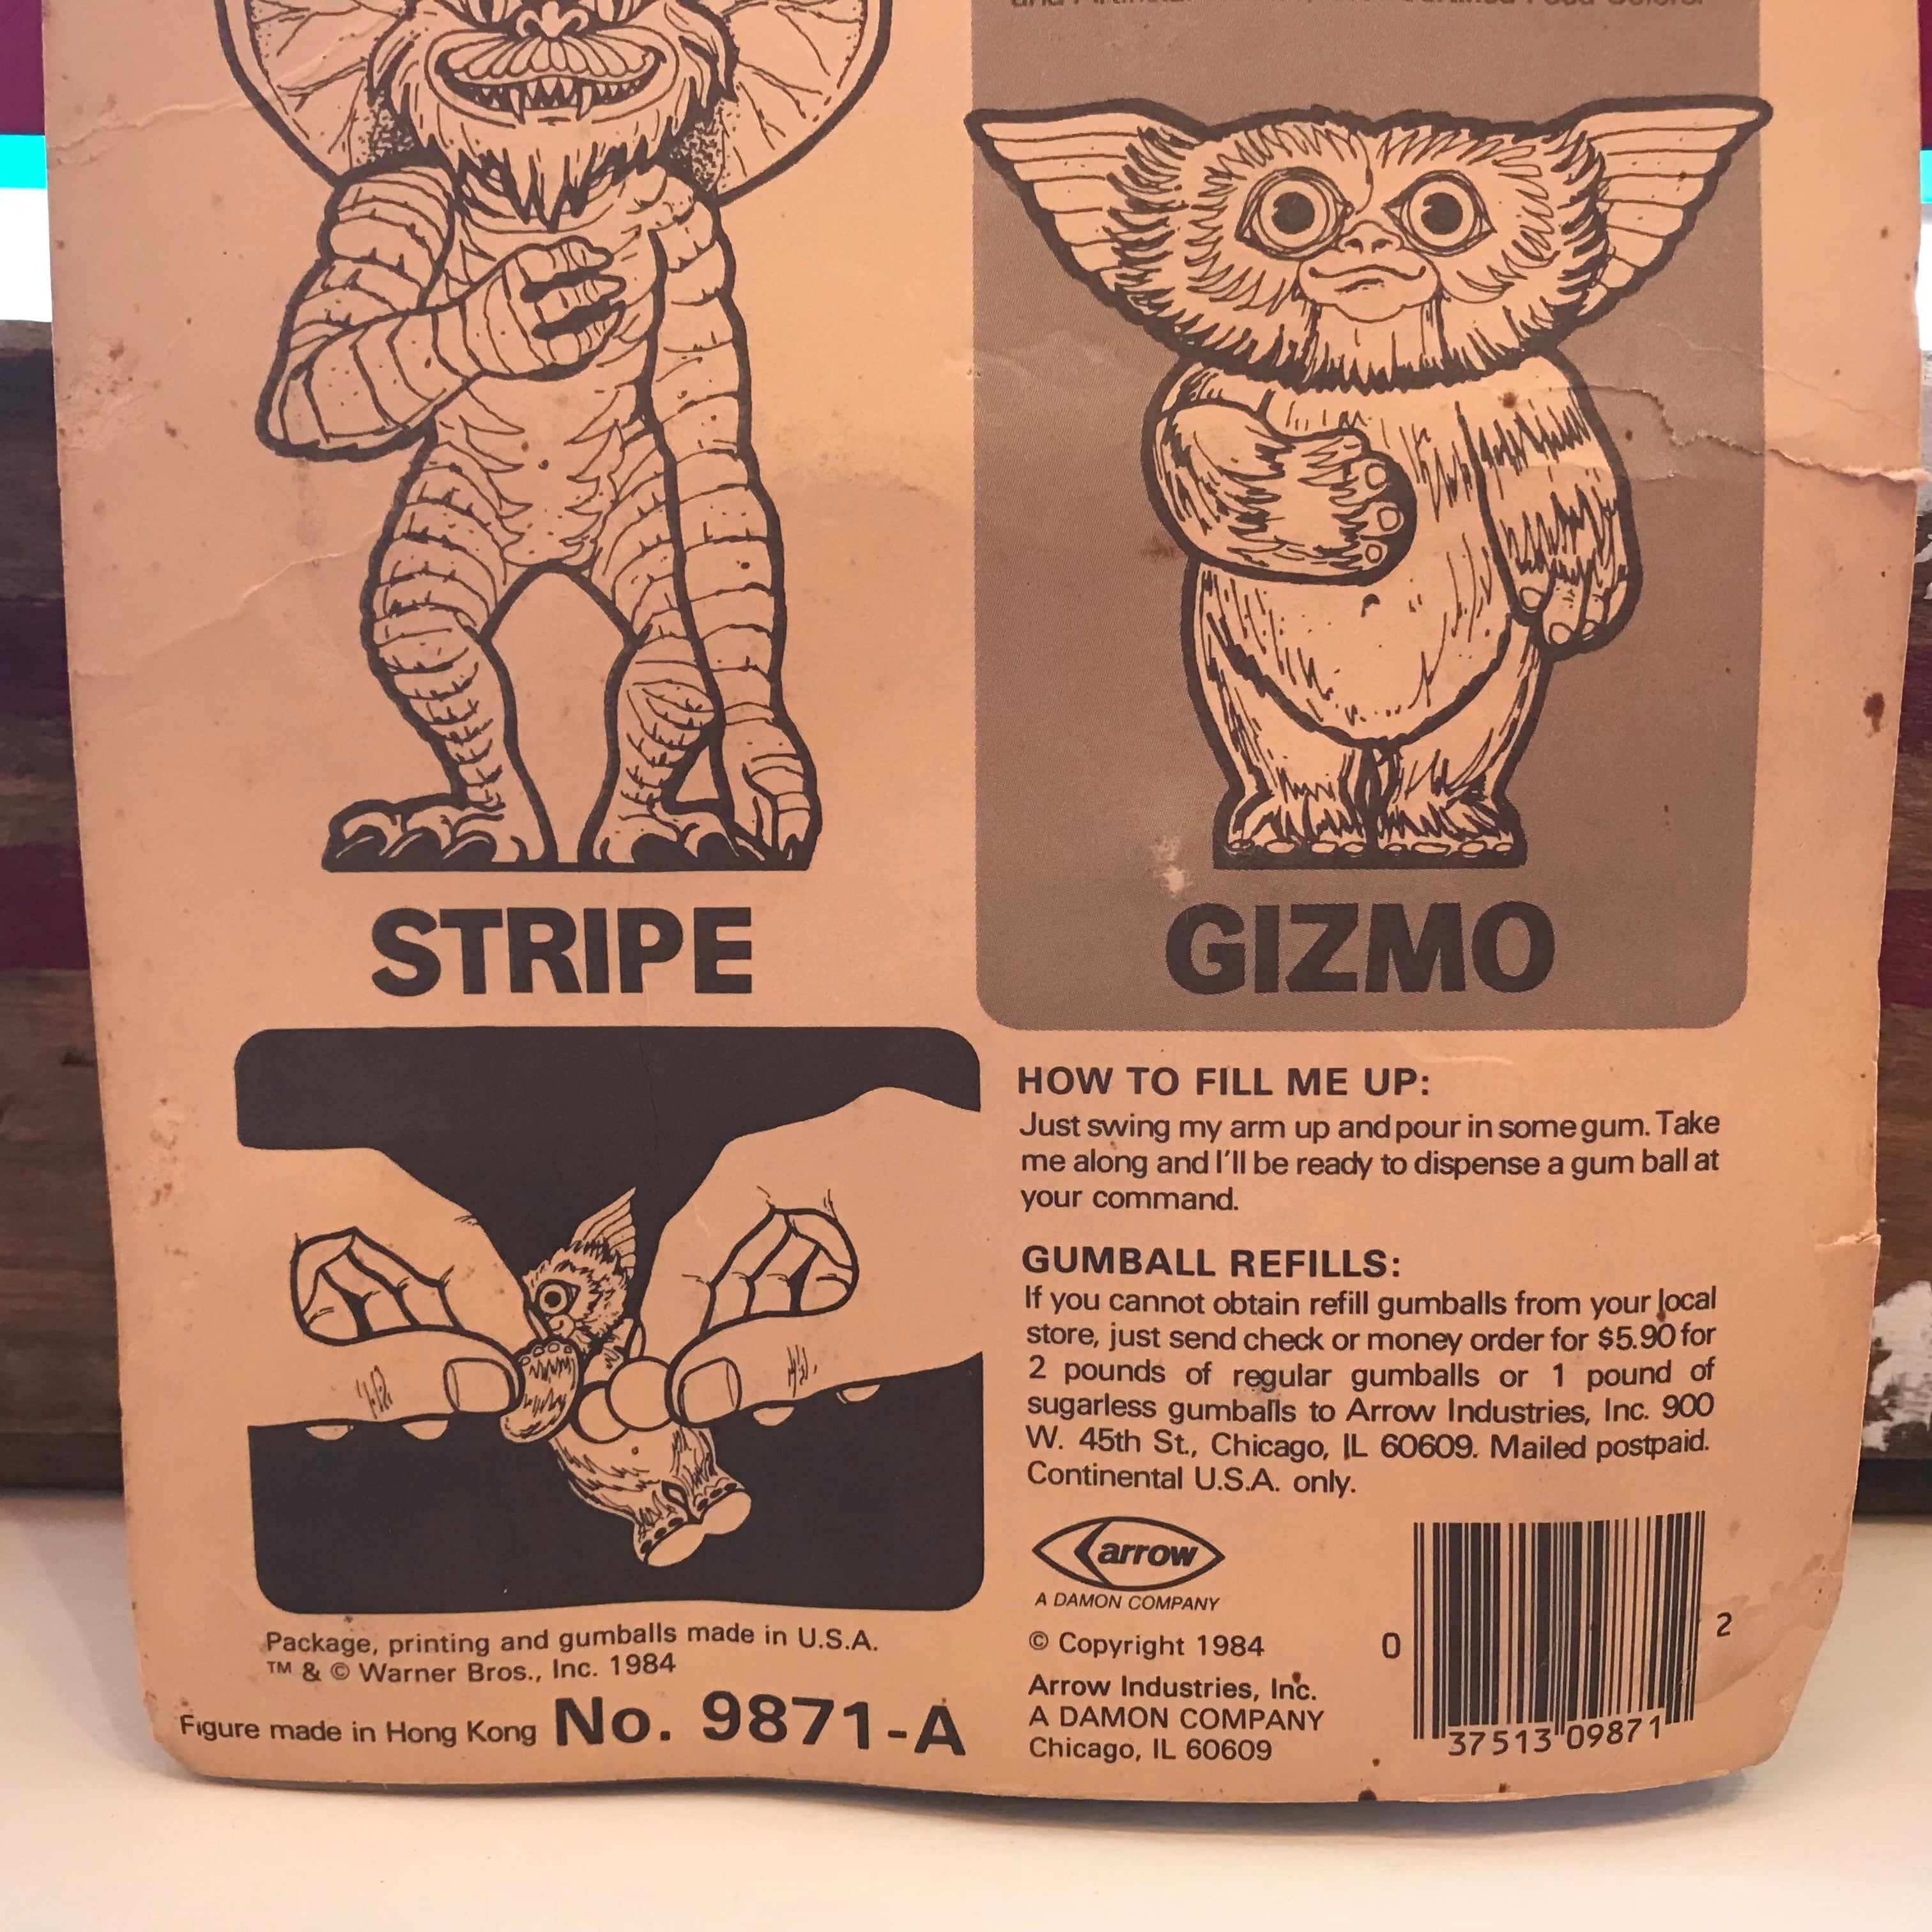 STRIPE
GIZMO
HOW TO FILL ME UP:
Just swing my arm up and pour in some gum. Take
me along and I'll be ready to dispense a gum ball at
your command.
GUMBALL REFILLS:
If you cannot obtain refill gumballs from your local
store, just send check or money order for $5.90 for
2 pounds of regular gumballs or 1 pound of
sugarless gumballs to Arrow Industries, Inc. 900
W. 45th St., Chicago, IL 60609. Mailed postpaid.
Continental U.S.A. only.
arrow
A DAMON COMPANY
© Copyright 1984
Arrow Industries, Inc.
A DAMON COMPANY
Chicago, IL 60609
0 37513 09871 2
Package, printing and gumballs made in U.S.A.
™ & © Warner Bros., Inc. 1984
Figure made in Hong Kong No. 9871-A